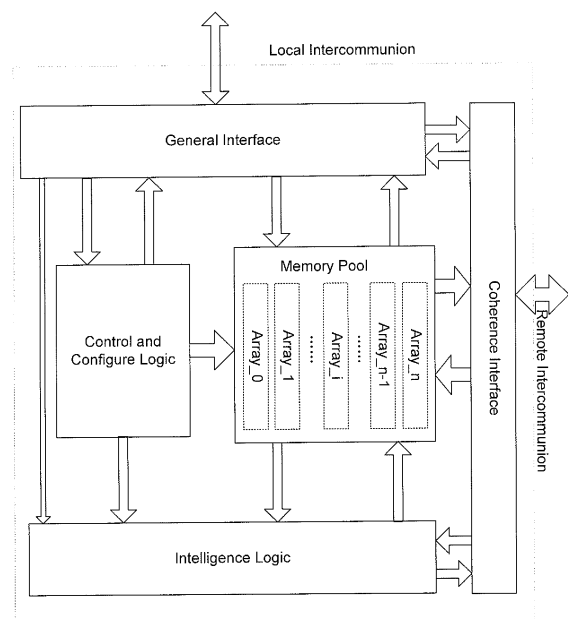 Local Intercommunion
General Interface
Memory Pool
Control and
Configure Logic
Array_0
Array_1
......
Array_i
......
Array_n-1
Array_n
Coherence Interface
Remote Intercommunion
Intelligence Logic